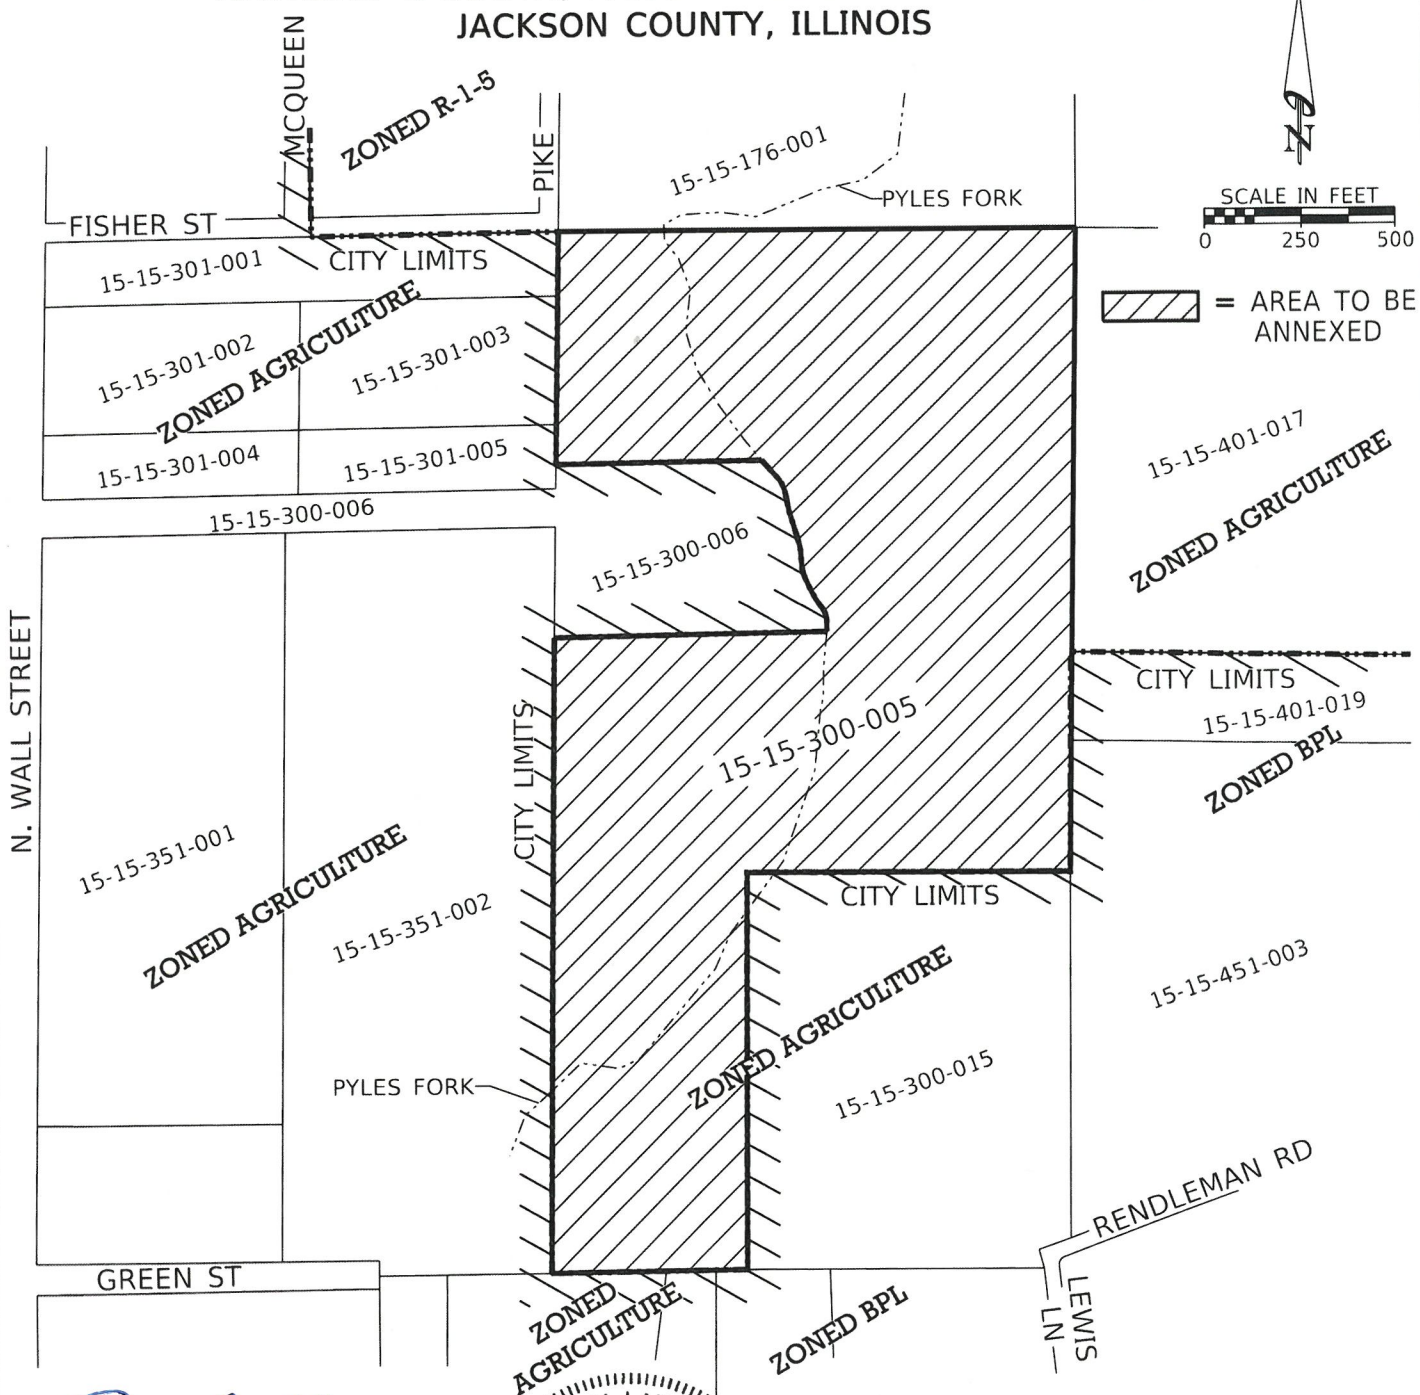 JACKSON COUNTY, ILLINOIS
MCQUEEN
ZONED R-1-5
PIKE
15-15-176-001
PYLES FORK
N
SCALE IN FEET
0 250 500
FISHER ST
CITY LIMITS
15-15-301-001
= AREA TO BE
ANNEXED
ZONED AGRICULTURE
15-15-301-002
15-15-301-003
15-15-301-004
15-15-301-005
15-15-300-006
15-15-300-006
15-15-401-017
ZONED AGRICULTURE
CITY LIMITS
15-15-401-019
ZONED BPL
N. WALL STREET
CITY LIMITS
15-15-300-005
15-15-351-001
ZONED AGRICULTURE
15-15-351-002
CITY LIMITS
ZONED AGRICULTURE
15-15-451-003
15-15-300-015
PYLES FORK
RENDLEMAN RD
GREEN ST
ZONED
AGRICULTURE
ZONED BPL
LEWIS
LN